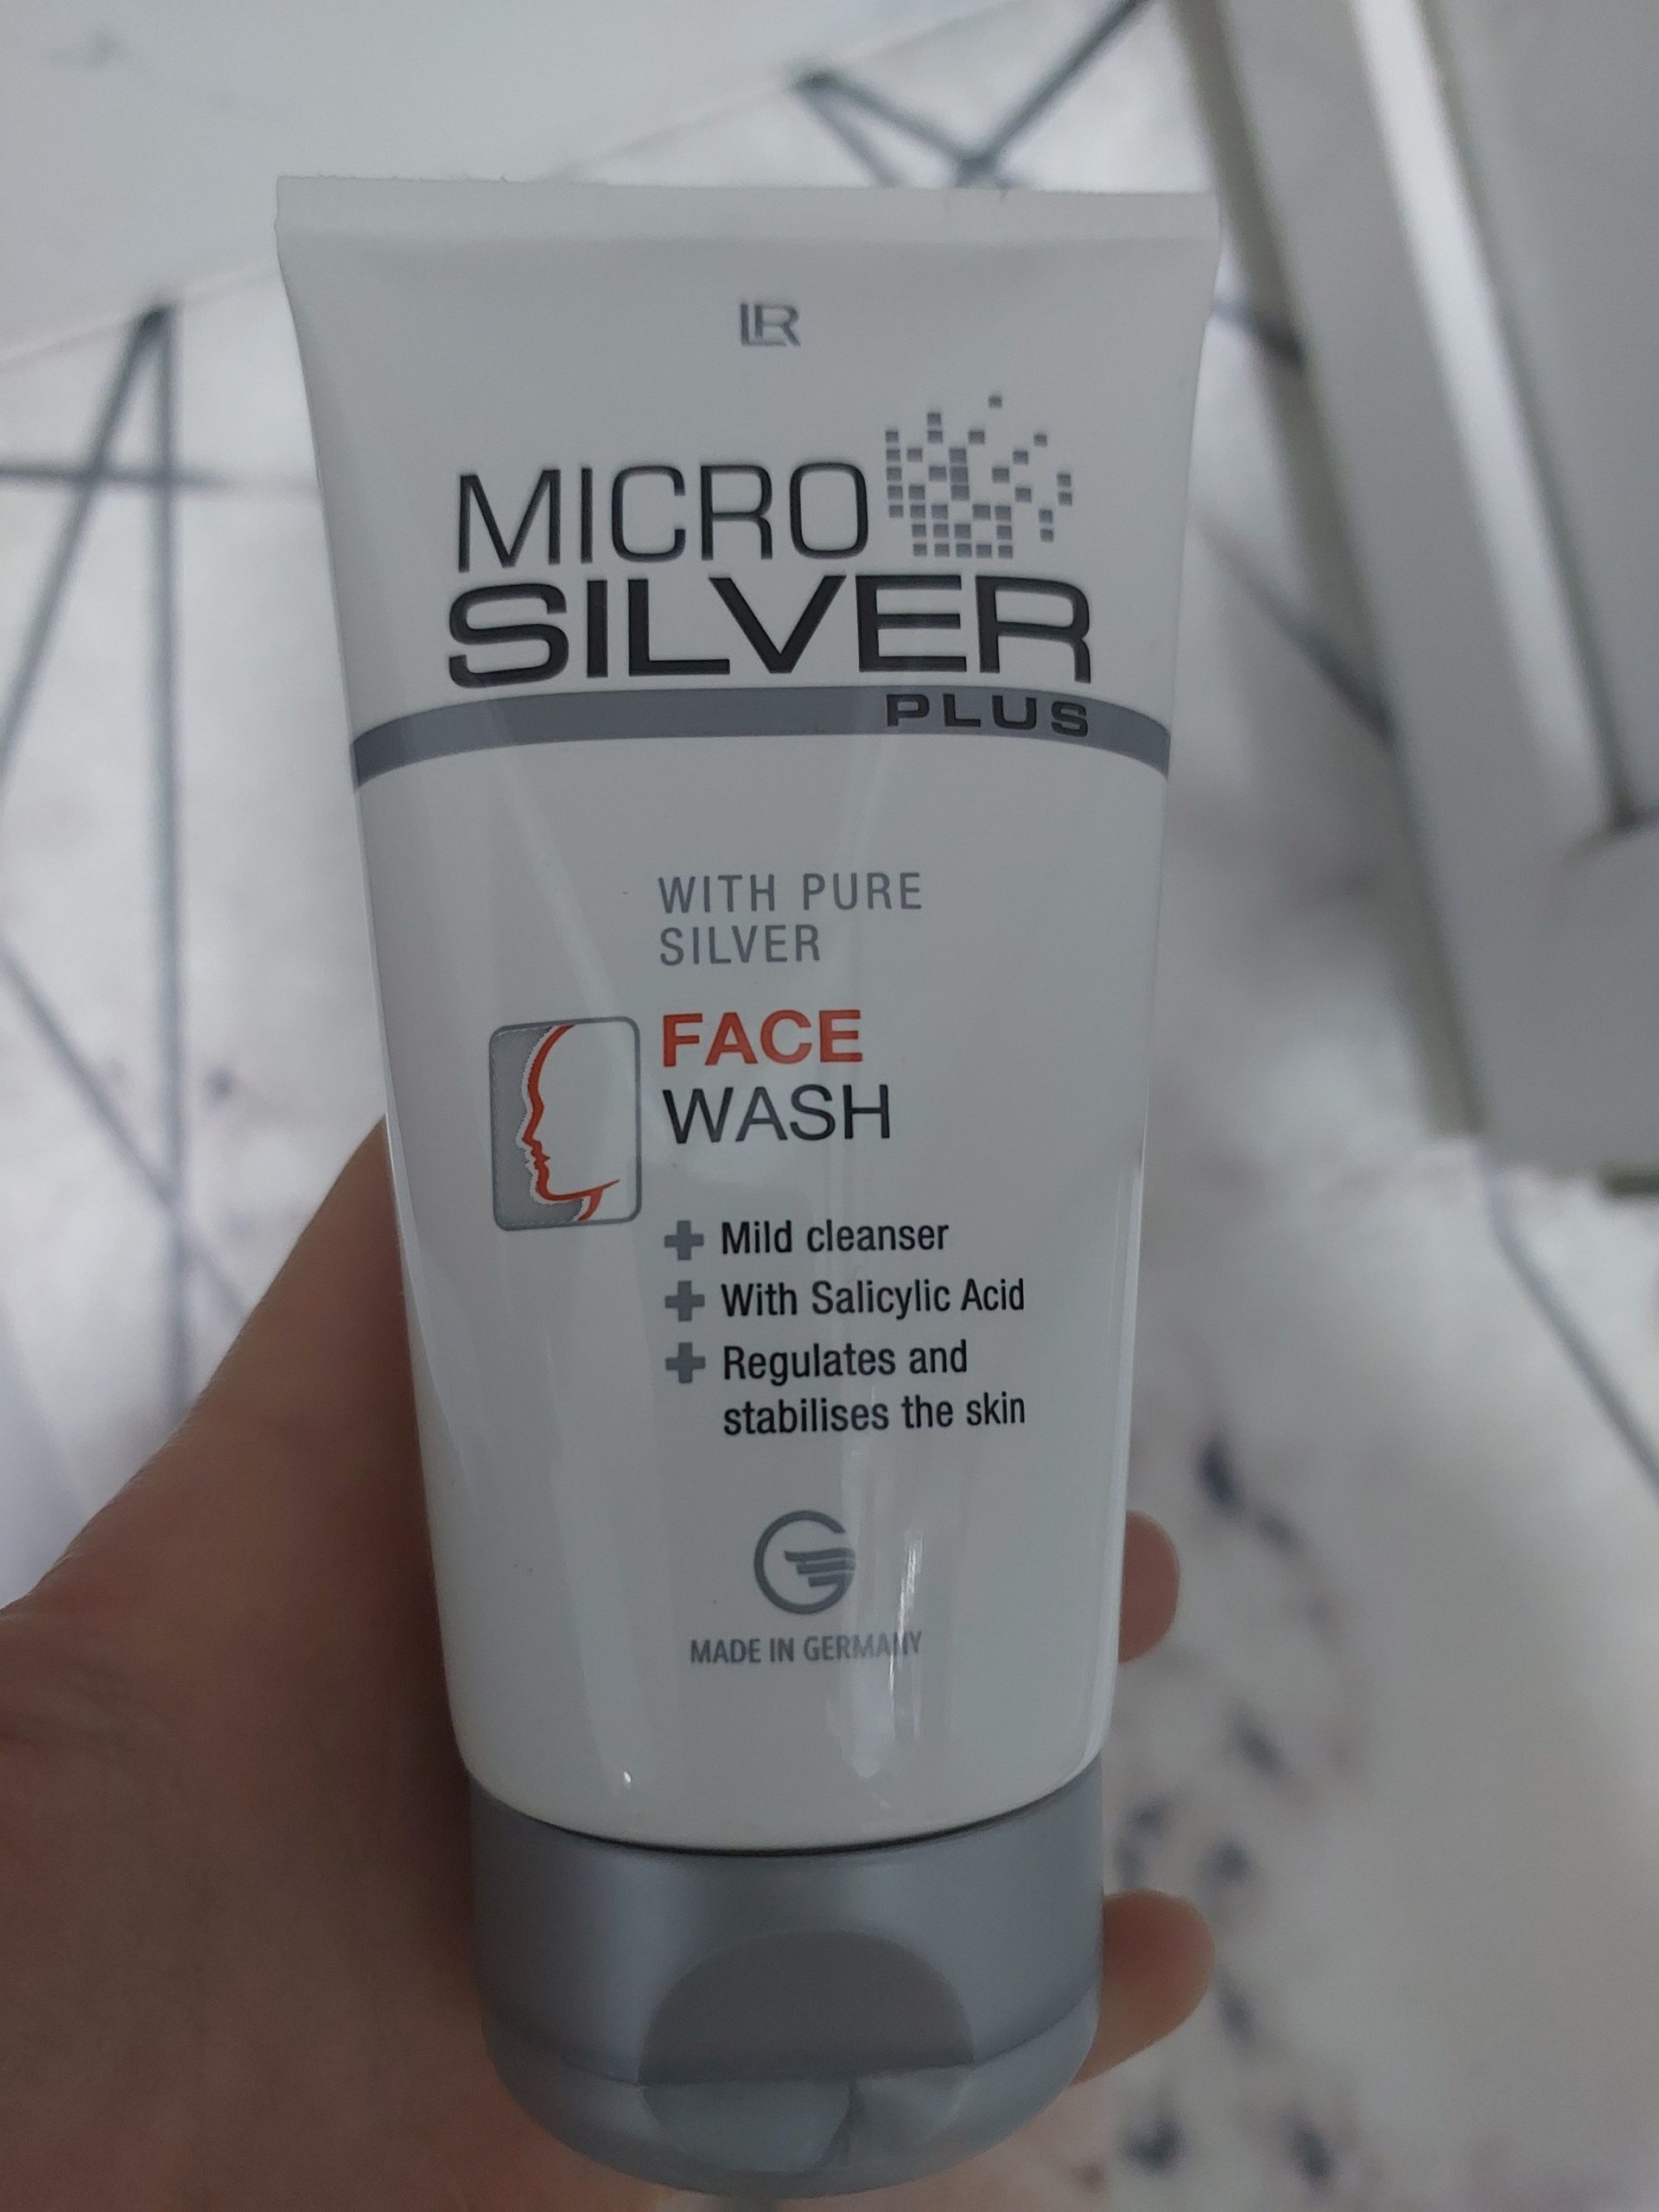 LR
MICRO
SILVER
PLUS
WITH PURE
SILVER
FACE
WASH
Mild cleanser
With Salicylic Acid
Regulates and
stabilises the skin
MADE IN GERMANY